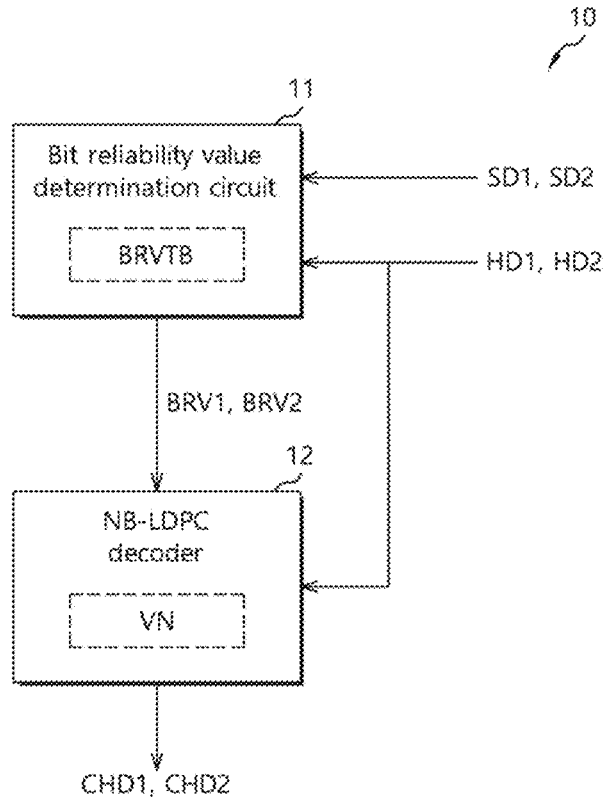 10
11
Bit reliability value
determination circuit
BRVTB
SD1, SD2
HD1, HD2
BRV1, BRV2
12
NB-LDPC
decoder
VN
CHD1, CHD2